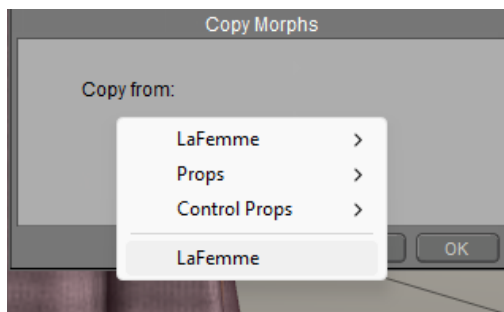 Copy Morphs
Copy from:
LaFemme
Props
Control Props
LaFemme
OK